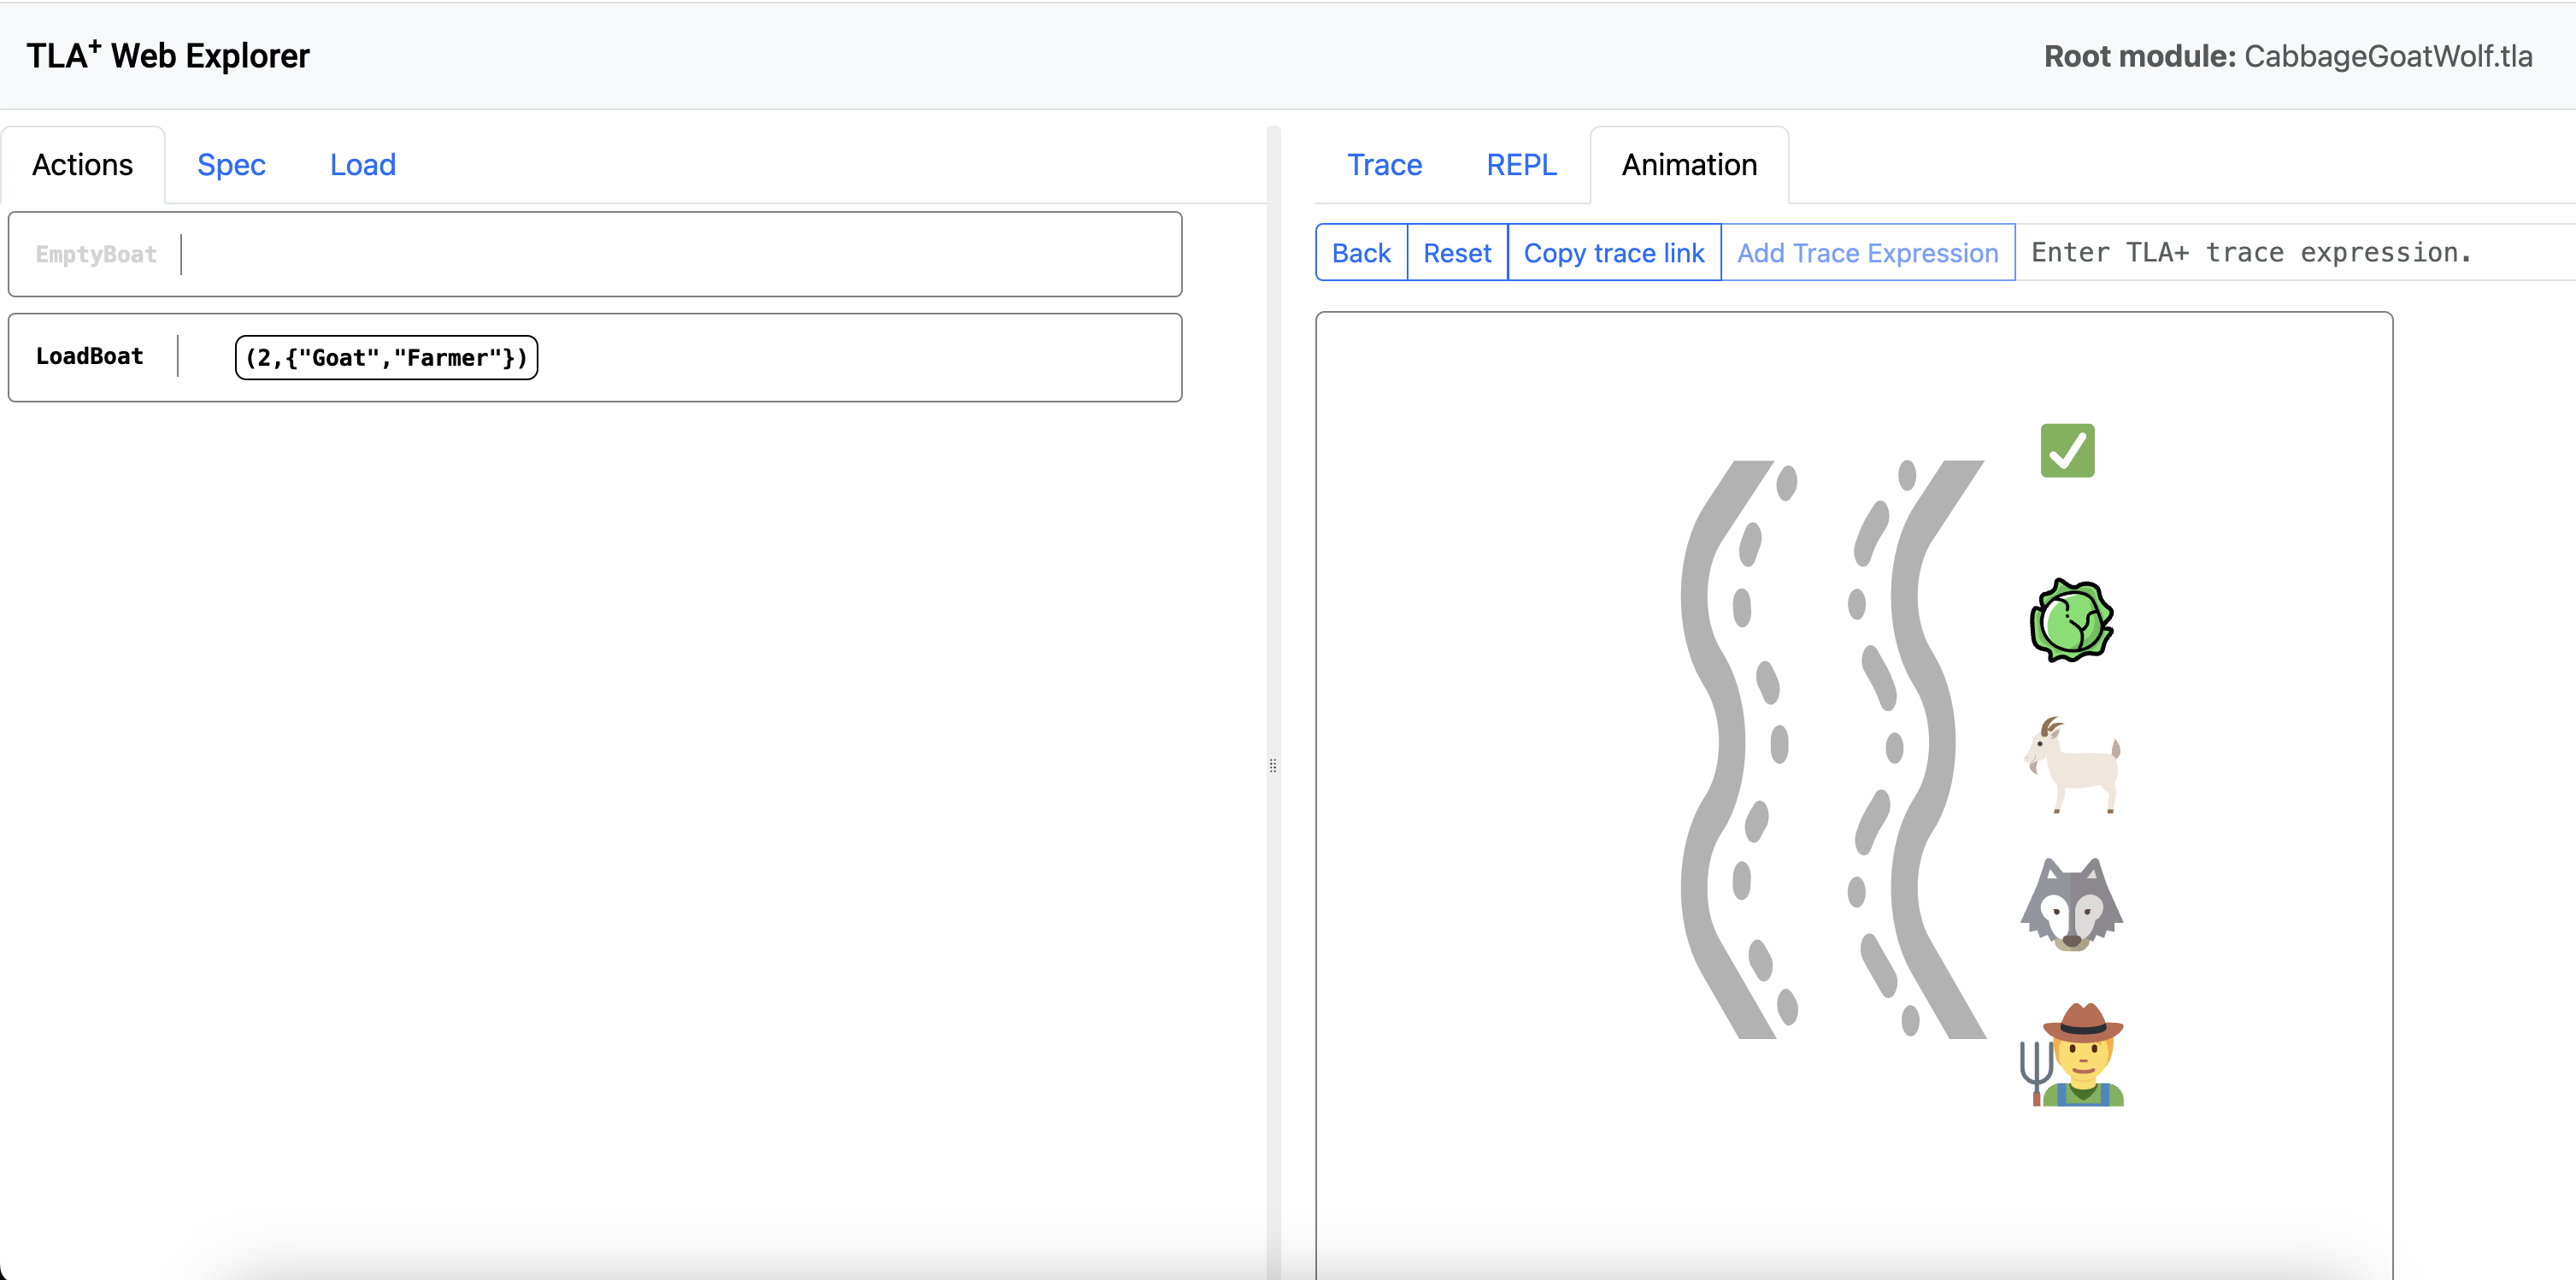 TLA+ Web Explorer
Root module: CabbageGoatWolf.tla
Actions Spec Load
Trace REPL Animation
EmptyBoat
Back Reset Copy trace link Add Trace Expression Enter TLA+ trace expression.
LoadBoat (2,{"Goat","Farmer"})